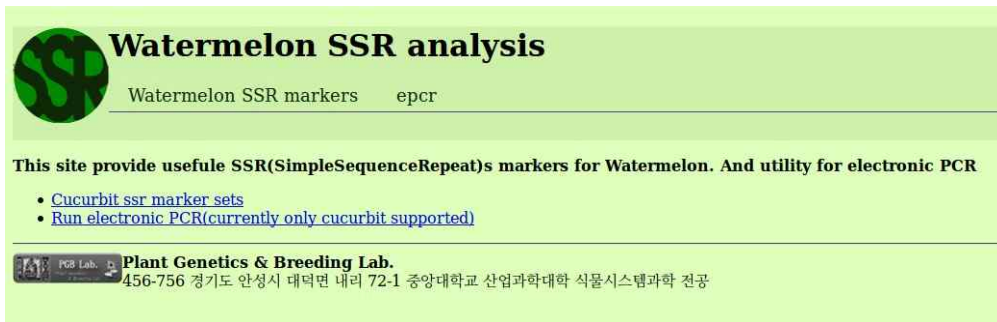 SSR
Watermelon SSR analysis
Watermelon SSR markers epcr
This site provide usefule SSR(SimpleSequenceRepeat)s markers for Watermelon. And utility for electronic PCR
Cucurbit ssr marker sets
Run electronic PCR(currently only cucurbit supported)
PGB Lab.
Plant Genetics & Breeding Lab.
456-756 경기도 안성시 대덕면 내리 72-1 중앙대학교 산업과학대학 식물시스템과학 전공